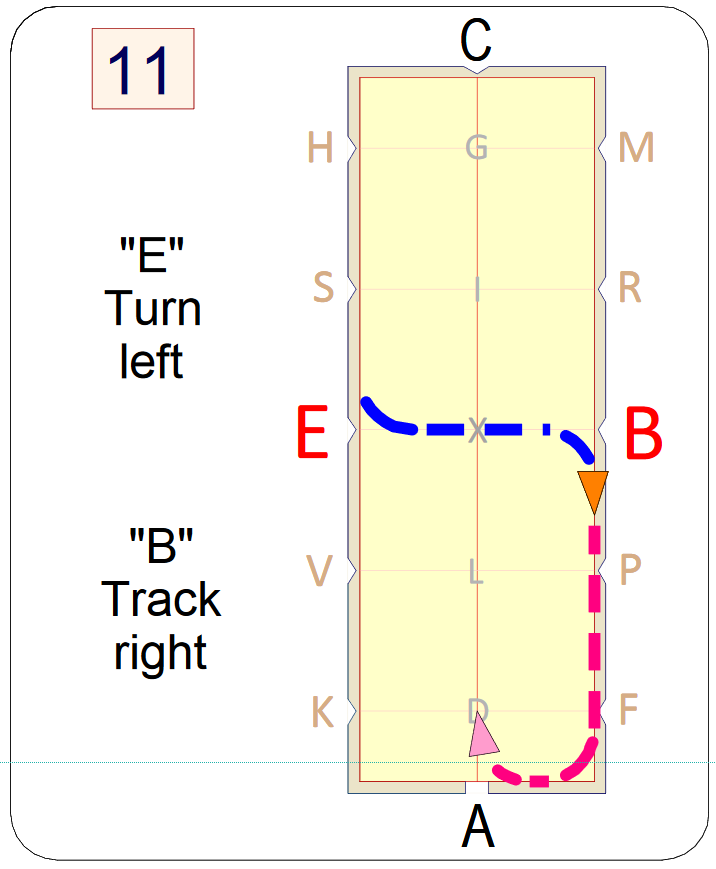 11
C
H G M
"E"
Turn
left
S I R
E X B
"B"
Track
right
V L P
K D F
A